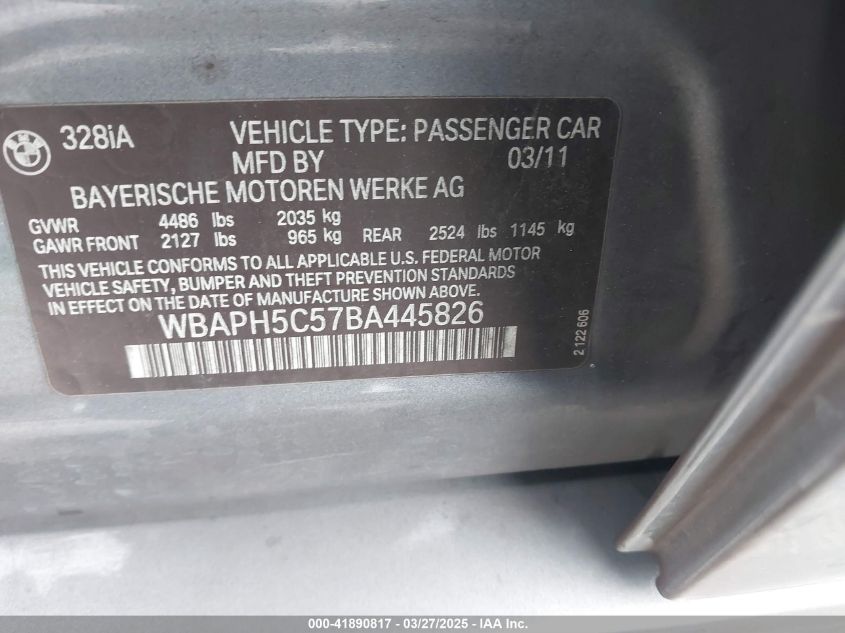 328iA VEHICLE TYPE: PASSENGER CAR
MFD BY 03/11
BAYERISCHE MOTOREN WERKE AG
GVWR 4486 lbs 2035 kg
GAWR FRONT 2127 lbs 965 kg REAR 2524 lbs 1145 kg
THIS VEHICLE CONFORMS TO ALL APPLICABLE U.S. FEDERAL MOTOR
VEHICLE SAFETY, BUMPER AND THEFT PREVENTION STANDARDS
IN EFFECT ON THE DATE OF MANUFACTURE SHOWN ABOVE.
WBAPH5C57BA445826
2 122 606
000-41890817 | 03/27/2025 - IAA, Inc.